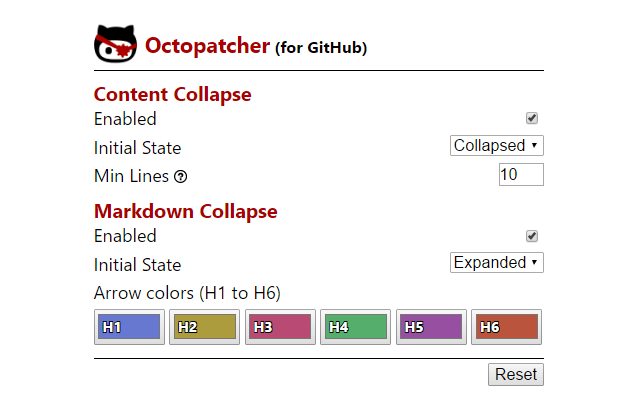 Octopatcher (for GitHub)
Content Collapse
Enabled
Initial State Collapsed
Min Lines ? 10
Markdown Collapse
Enabled
Initial State Expanded
Arrow colors (H1 to H6)
H1 H2 H3 H4 H5 H6
Reset